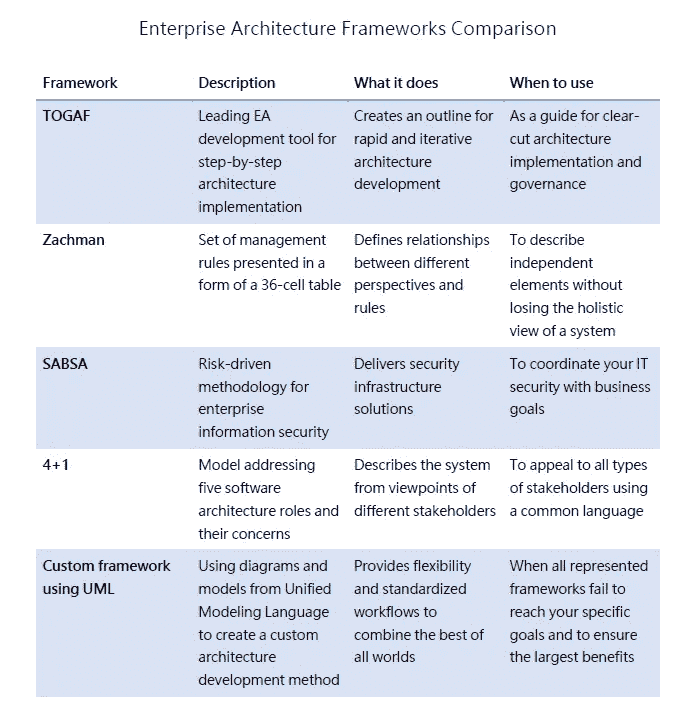 Enterprise Architecture Frameworks Comparison
Framework
Description
What it does
When to use
TOGAF
Leading EA
development tool for
step-by-step
architecture
implementation
Creates an outline for
rapid and iterative
architecture
development
As a guide for clear-
cut architecture
implementation and
governance
Zachman
Set of management
rules presented in a
form of a 36-cell table
Defines relationships
between different
perspectives and
rules
To describe
independent
elements without
losing the holistic
view of a system
SABSA
Risk-driven
methodology for
enterprise
information security
Delivers security
infrastructure
solutions
To coordinate your IT
security with business
goals
4+1
Model addressing
five software
architecture roles and
their concerns
Describes the system
from viewpoints of
different stakeholders
To appeal to all types
of stakeholders using
a common language
Custom framework
using UML
Using diagrams and
models from Unified
Modeling Language
to create a custom
architecture
development method
Provides flexibility
and standardized
workflows to
combine the best of
all worlds
When all represented
frameworks fail to
reach your specific
goals and to ensure
the largest benefits